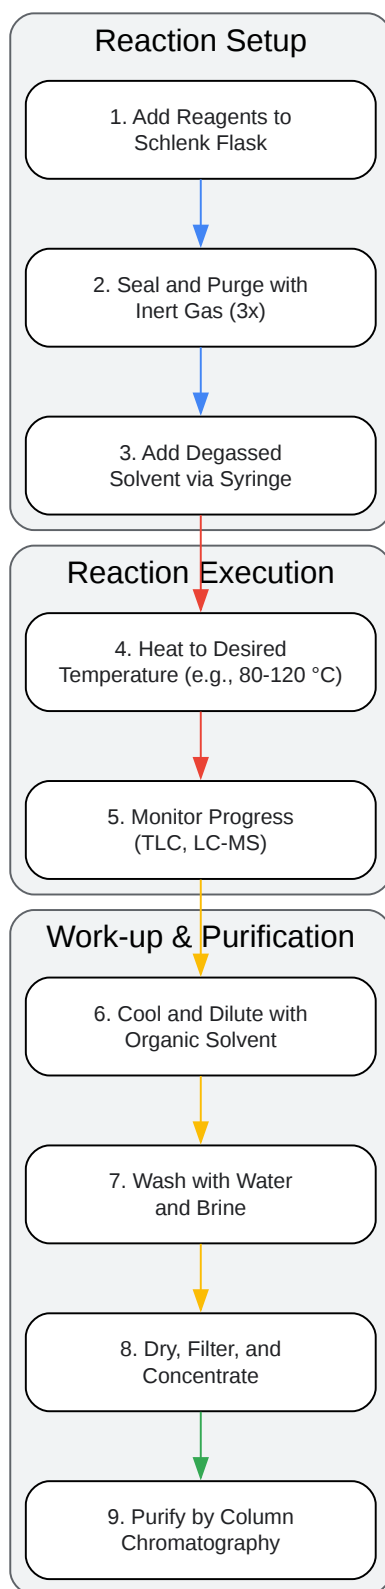 Reaction Setup
1. Add Reagents to
Schlenk Flask
2. Seal and Purge with
Inert Gas (3x)
3. Add Degassed
Solvent via Syringe
Reaction Execution
4. Heat to Desired
Temperature (e.g., 80-120 °C)
5. Monitor Progress
(TLC, LC-MS)
Work-up & Purification
6. Cool and Dilute with
Organic Solvent
7. Wash with Water
and Brine
8. Dry, Filter, and
Concentrate
9. Purify by Column
Chromatography